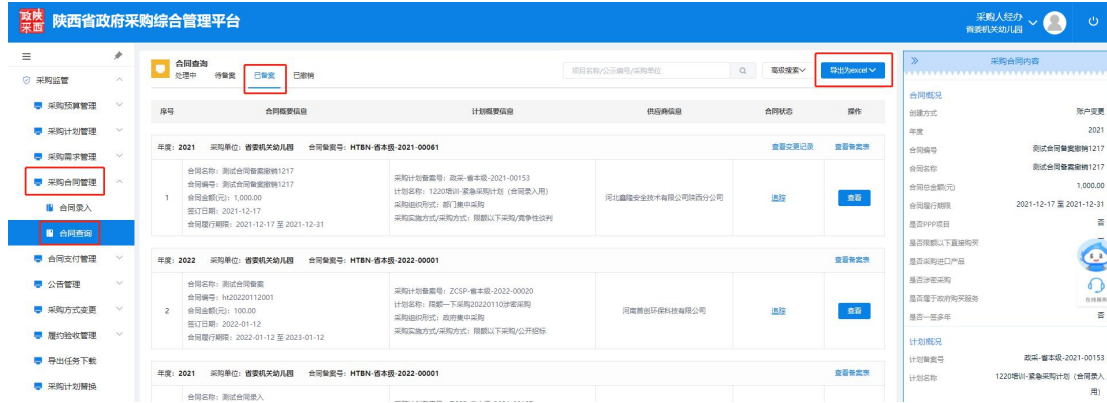 政陕
采西
陕西省政府采购综合管理平台
采购人经办
省委机关幼儿园
采购监管
采购预算管理
采购计划管理
采购需求管理
采购合同管理
合同录入
合同查询
合同支付管理
公告管理
采购方式变更
履约验收管理
导出任务下载
采购计划替换
合同查询
处理中 待备案 已备案 已撤销
项目名称/公示编号/采购单位
高级搜索
导出为excel
序号 合同概要信息 计划概要信息 供应商信息 合同状态 操作
年度：2021 采购单位：省委机关幼儿园 合同备案号：HTBN-省本级-2021-00061 查看变更记录 查看备案表
1
合同名称：测试合同备案撤销1217
合同编号：测试合同备案撤销1217
合同金额(元)：1,000.00
签订日期：2021-12-17
合同履行期限：2021-12-17 至 2021-12-31
采购计划备案号：政采-省本级-2021-00153
计划名称：1220培训-紧急采购计划（合同录入用）
采购组织形式：部门集中采购
采购实施方式/采购方式：限额以下采购/竞争性谈判
河北鑫隆安全技术有限公司陕西分公司
追踪
查看
年度：2022 采购单位：省委机关幼儿园 合同备案号：HTBN-省本级-2022-00001 查看备案表
2
合同名称：测试合同备案
合同编号：ht20220112001
合同金额(元)：100.00
签订日期：2022-01-12
合同履行期限：2022-01-12 至 2023-01-12
采购计划备案号：ZCSP-省本级-2022-00020
计划名称：限额一下采购20220110涉密采购
采购组织形式：政府集中采购
采购实施方式/采购方式：限额以下采购/公开招标
河南首创环保科技有限公司
追踪
查看
年度：2021 采购单位：省委机关幼儿园 合同备案号：HTBN-省本级-2022-00001 查看备案表
合同名称：测试合同录入
采购合同内容
合同概况
创建方式 账户变更
年度 2021
合同编号 测试合同备案撤销1217
合同名称 测试合同备案撤销1217
合同总金额(元) 1,000.00
合同履行期限 2021-12-17 至 2021-12-31
是否PPP项目 否
是否限额以下直接购买
是否采购进口产品
是否涉密采购
是否属于政府购买服务
是否一签多年 否
在线服务
计划概况
计划备案号 政采-省本级-2021-00153
计划名称 1220培训-紧急采购计划（合同录入
用）